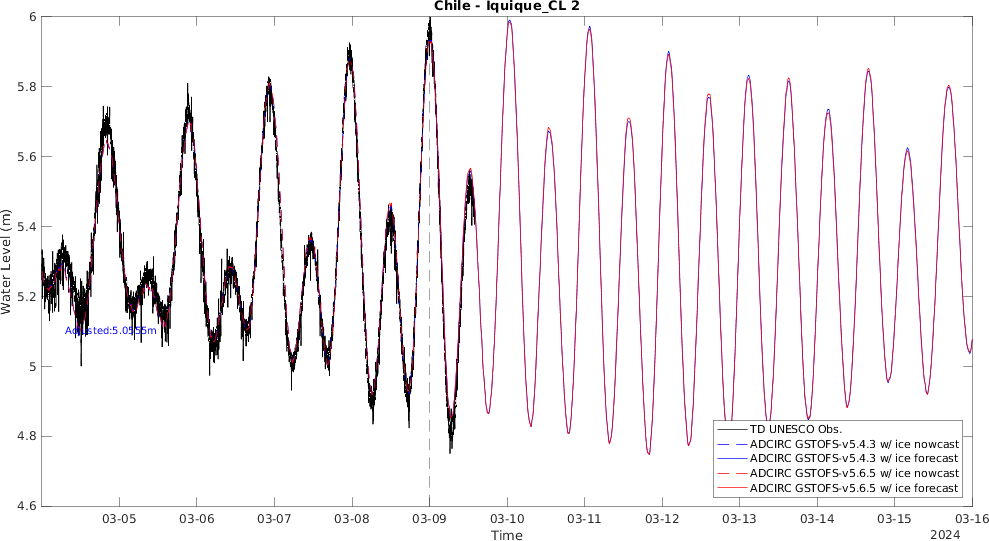 Chile - Iquique_CL 2
6
5.8
5.6
5.4
5.2
5
4.8
4.6
Water Level (m)
Adjusted:5.0555m
TD UNESCO Obs.
ADCIRC GSTOFS-v5.4.3 w/ ice nowcast
ADCIRC GSTOFS-v5.4.3 w/ ice forecast
ADCIRC GSTOFS-v5.6.5 w/ ice nowcast
ADCIRC GSTOFS-v5.6.5 w/ ice forecast
03-05 03-06 03-07 03-08 03-09 03-10 03-11 03-12 03-13 03-14 03-15 03-16
Time
2024